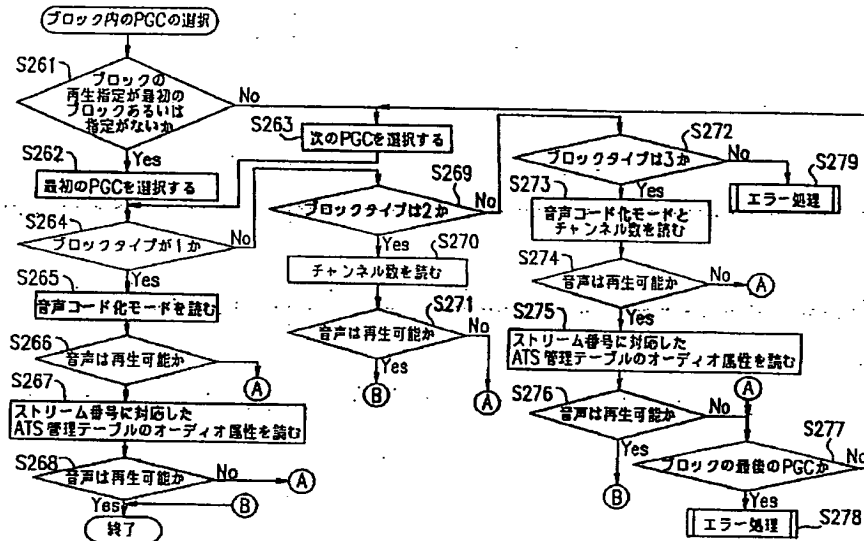 ブロック内のPGCの選択
S261
ブロックの
再生指定が最初の
ブロックあるいは
指定がないか
No
Yes
S262
最初のPGCを選択する
S263
次のPGCを選択する
S264
ブロックタイプが1か
No
Yes
S265
音声コード化モードを読む
S266
音声は再生可能か
A
S267
ストリーム番号に対応した
ATS管理テーブルのオーディオ属性を読む
S268
音声は再生可能か
No
A
Yes
B
終了
S269
ブロックタイプは2か
No
Yes
S270
チャンネル数を読む
S271
音声は再生可能か
No
Yes
B
A
S272
ブロックタイプは3か
No
S279
エラー処理
Yes
S273
音声コード化モードと
チャンネル数を読む
S274
音声は再生可能か
No
A
Yes
S275
ストリーム番号に対応した
ATS管理テーブルのオーディオ属性を読む
S276
音声は再生可能か
No
A
Yes
B
S277
ブロックの最後のPGCか
No
Yes
エラー処理
S278